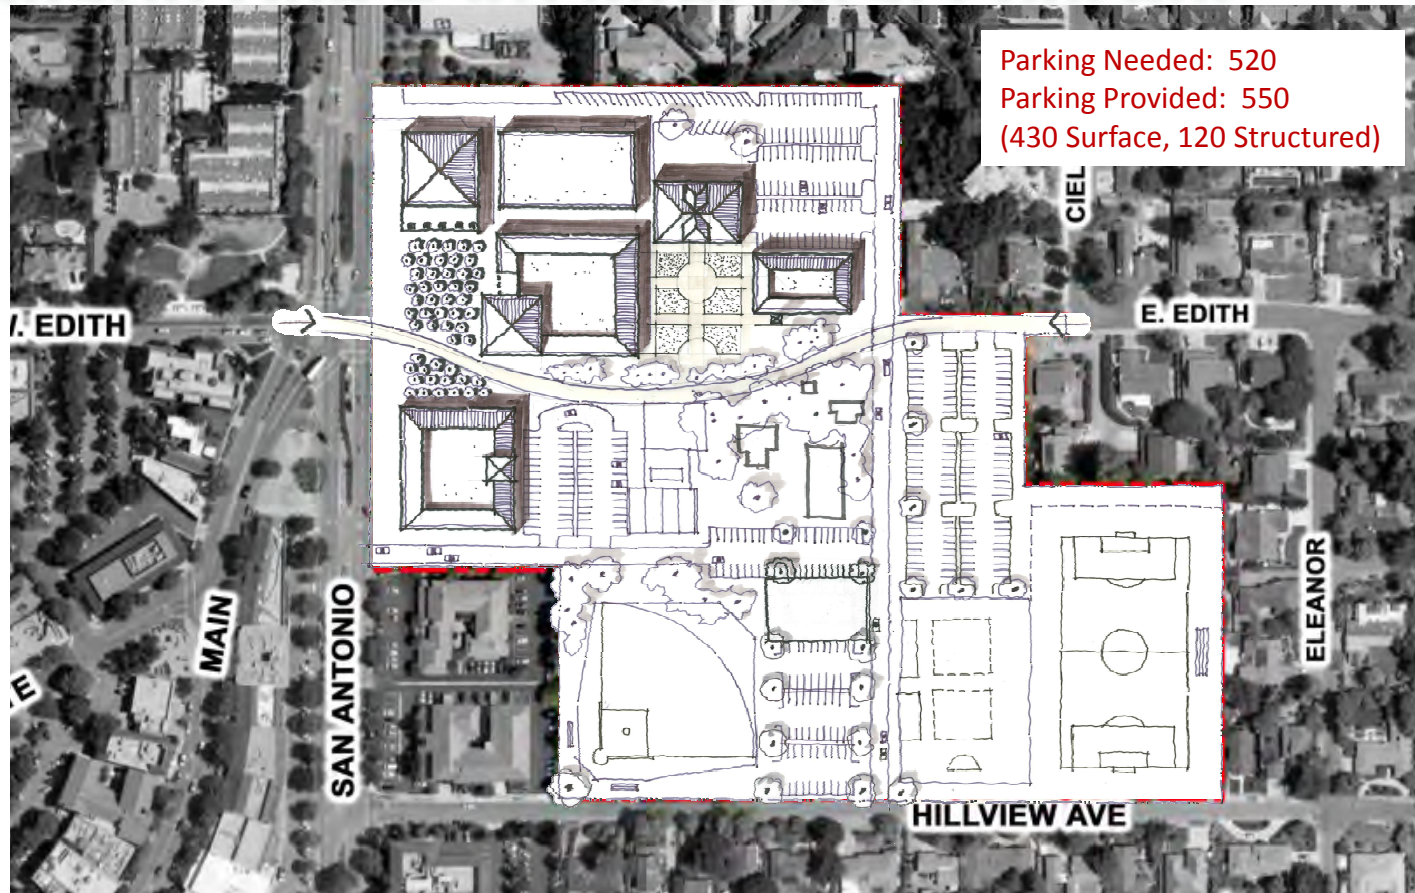 Parking Needed: 520
Parking Provided: 550
(430 Surface, 120 Structured)
CIEL
. EDITH
E. EDITH
MAIN
SAN ANTONIO
ELEANOR
HILLVIEW AVE